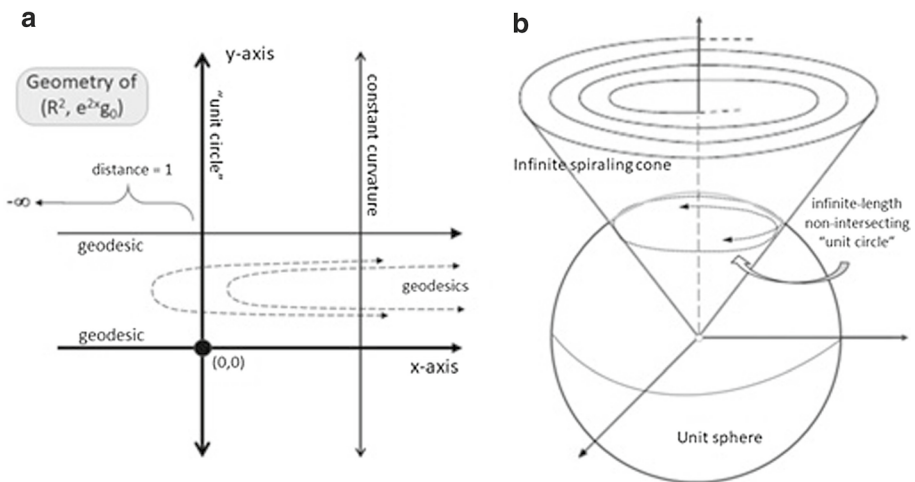 a
y-axis
Geometry of
(R², e²ˣg₀)
"unit circle"
constant curvature
distance = 1
-∞
geodesic
geodesics
geodesic
(0,0)
x-axis
b
Infinite spiraling cone
infinite-length
non-intersecting
"unit circle"
Unit sphere